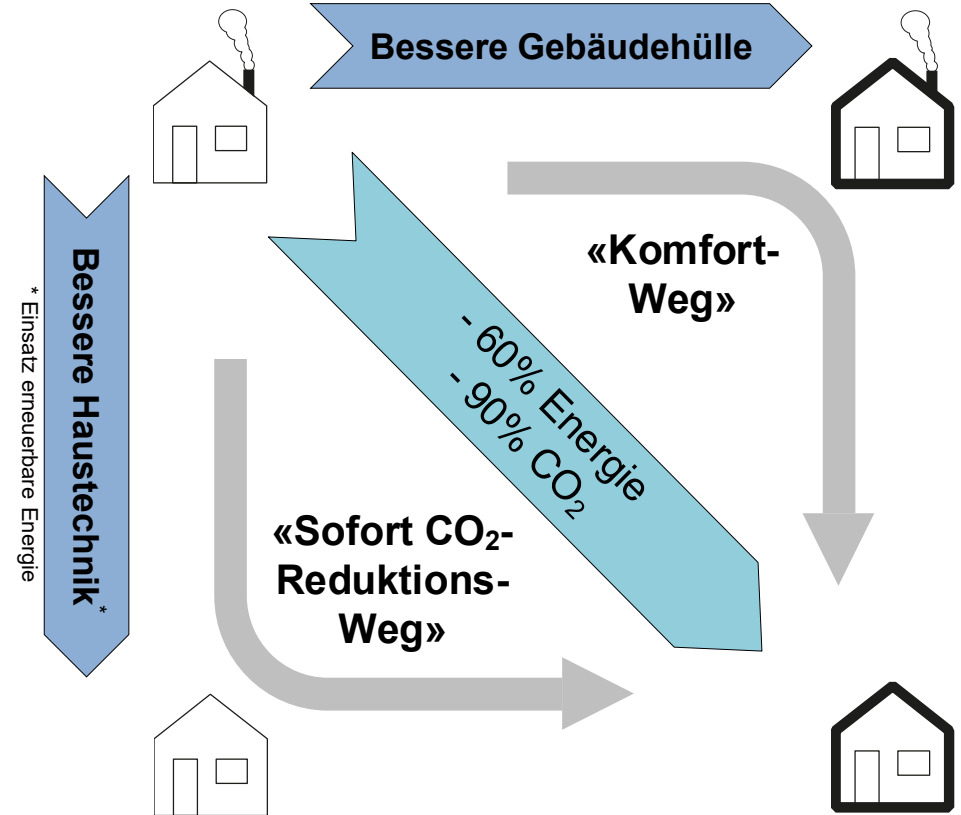 Bessere Gebäudehülle
«Komfort-
Weg»
Bessere Haustechnik *
* Einsatz erneuerbare Energie
- 60% Energie
- 90% CO₂
«Sofort CO₂-
Reduktions-
Weg»